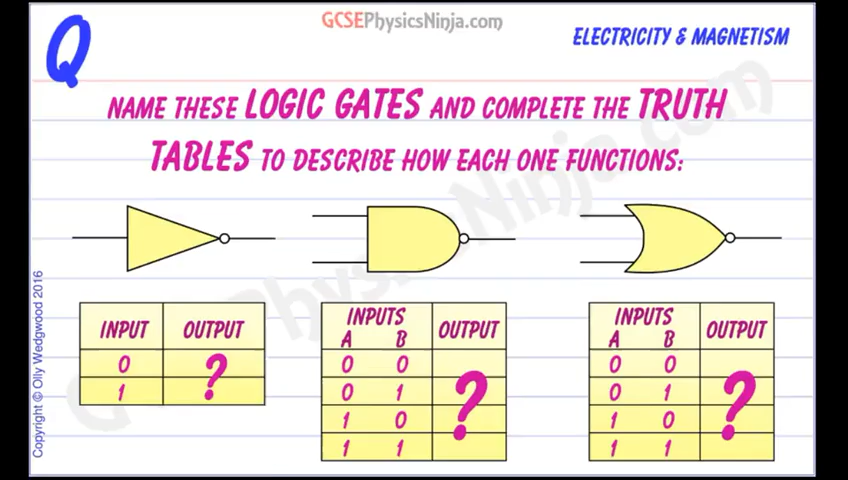 GCSEPhysicsNinja.com
Q
ELECTRICITY & MAGNETISM
NAME THESE LOGIC GATES AND COMPLETE THE TRUTH
TABLES TO DESCRIBE HOW EACH ONE FUNCTIONS:
INPUT OUTPUT
0 ?
1
INPUTS OUTPUT
A B
0 0
0 1 ?
1 0
1 1
INPUTS OUTPUT
A B
0 0
0 1 ?
1 0
1 1
Copyright © Olly Wedgwood 2016
GCSEPhysicsNinja.com